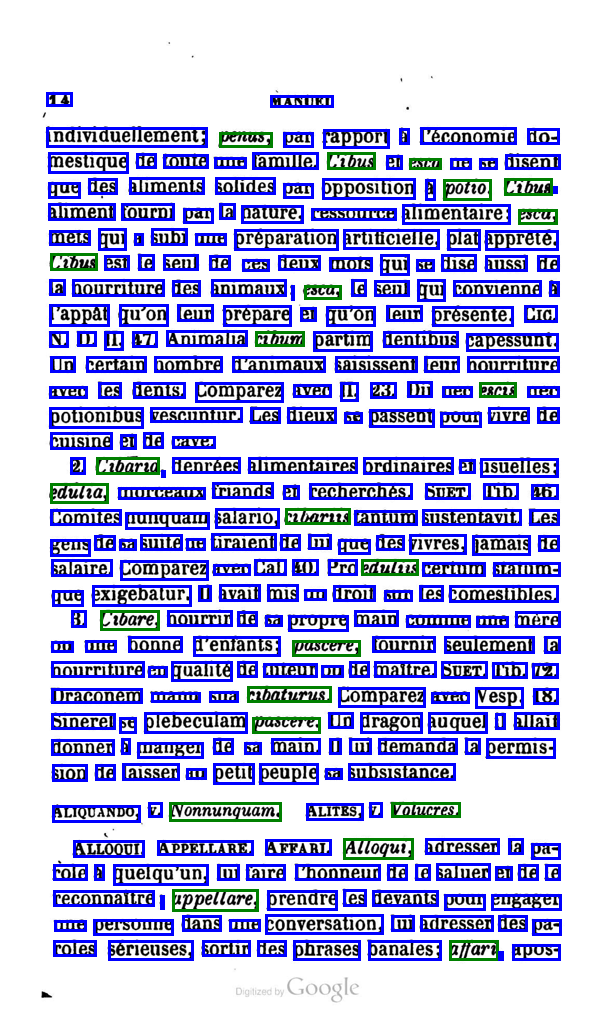 14 MANUEL
individuellement; penus, par rapport à l'économie do-
mestique de toute une famille. Cibus et esca ne se disent
que des aliments solides par opposition à potio. Cibus,
aliment fourni par la nature, ressource alimentaire; esca,
mets qui a subi une préparation artificielle, plat apprêté.
Cibus est le seul de ces deux mots qui se dise aussi de
la nourriture des animaux; esca, le seul qui convienne à
l'appât qu'on leur prépare et qu'on leur présente. CIC.
N. D. II. 47. Animalia cibum partim dentibus capessunt.
Un certain nombre d'animaux saisissent leur nourriture
avec les dents. Comparez avec II. 23. Di nec escis nec
potionibus vescuntur. Les dieux se passent pour vivre de
cuisine et de cave.
2. Cibaria, denrées alimentaires ordinaires et usuelles;
edulia, morceaux friands et recherchés. SUET. Tib. 46.
Comites nunquam salario, cibariis tantum sustentavit. Les
gens de sa suite ne tiraient de lui que des vivres, jamais de
salaire. Comparez avec Cal. 40. Pro eduliis certum statum-
que exigebatur. Il avait mis un droit sur les comestibles.
3. Cibare, nourrir de sa propre main comme une mère
ou une bonne d'enfants; pascere, fournir seulement la
nourriture en qualité de tuteur ou de maître. SUET. Tib. 72.
Draconem manu sua cibaturus. Comparez avec Vesp. 18.
Sineret se plebeculam pascere. Un dragon auquel il allait
donner à manger de sa main. Il lui demanda la permis-
sion de laisser au petit peuple sa subsistance.
ALIQUANDO, v. Nonnunquam. ALITES, v. Volucres.
ALLOQUI. APPELLARE. AFFARI. Alloqui, adresser la pa-
role à quelqu'un, lui faire l'honneur de le saluer et de le
reconnaître; appellare, prendre les devants pour engager
une personne dans une conversation, lui adresser des pa-
roles sérieuses, sortir des phrases banales; affari, apos-
Digitized by Google